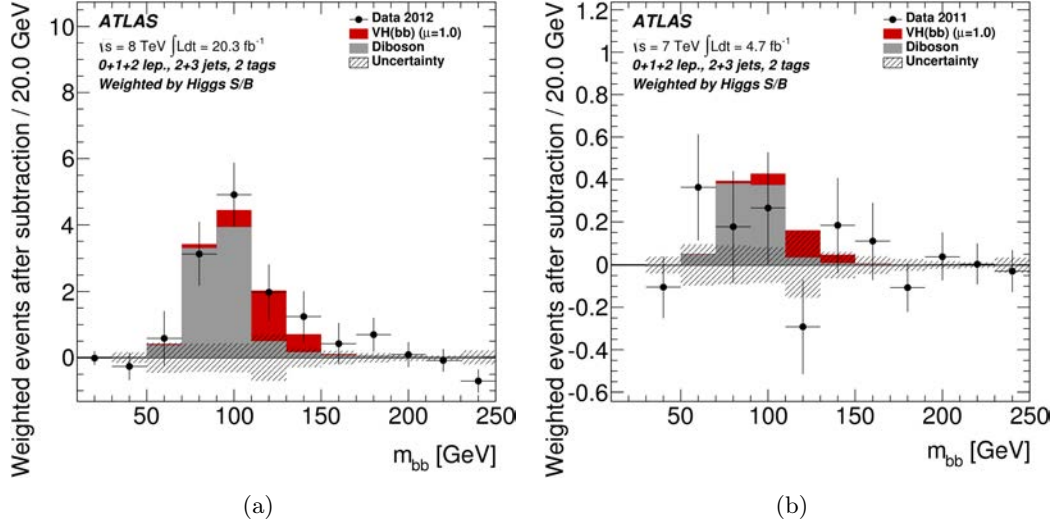 ATLAS
√s = 8 TeV ∫Ldt = 20.3 fb⁻¹
0+1+2 lep., 2+3 jets, 2 tags
Weighted by Higgs S/B
Data 2012
VH(bb) (μ=1.0)
Diboson
Uncertainty
Weighted events after subtraction / 20.0 GeV
10
8
6
4
2
0
50 100 150 200 250
m_bb [GeV]
(a)
ATLAS
√s = 7 TeV ∫Ldt = 4.7 fb⁻¹
0+1+2 lep., 2+3 jets, 2 tags
Weighted by Higgs S/B
Data 2011
VH(bb) (μ=1.0)
Diboson
Uncertainty
Weighted events after subtraction / 20.0 GeV
1.2
1
0.8
0.6
0.4
0.2
0
-0.2
-0.4
-0.6
50 100 150 200 250
m_bb [GeV]
(b)